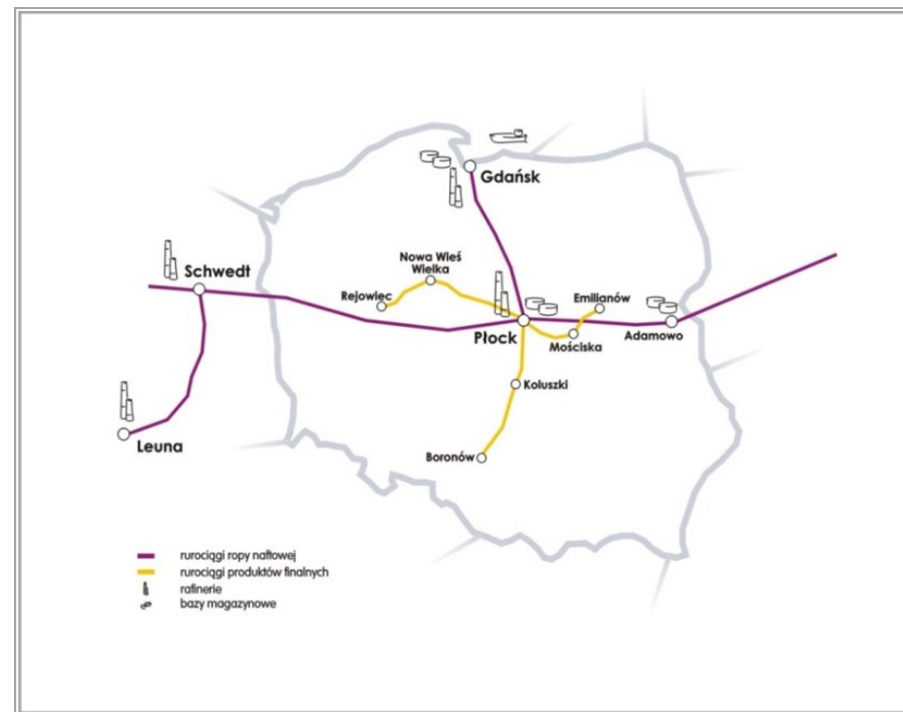 Gdańsk
Schwedt
Nowa Wieś
Wielka
Rejowiec
Emilianów
Płock
Mościska
Adamowo
Koluszki
Leuna
Boronów
rurociągi ropy naftowej
rurociągi produktów finalnych
rafinerie
bazy magazynowe